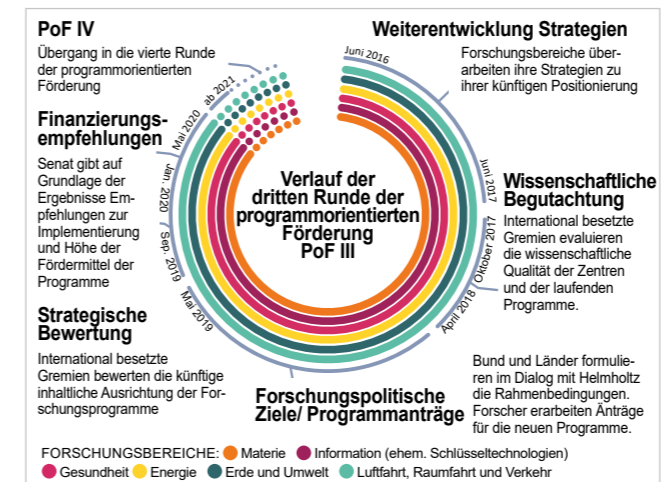 PoF IV
Übergang in die vierte Runde
der programmorientierten
Förderung
Weiterentwicklung Strategien
Forschungsbereiche über-
arbeiten ihre Strategien zu
ihrer künftigen Positionierung
Juni 2016
Juni 2017
Wissenschaftliche
Begutachtung
International besetzte
Gremien evaluieren
die wissenschaftliche
Qualität der Zentren
und der laufenden
Programme.
Oktober 2017
April 2018
Verlauf der
dritten Runde der
programmorientierten
Förderung
PoF III
Bund und Länder formulie-
ren im Dialog mit Helmholtz
die Rahmenbedingungen.
Forscher erarbeiten Änträge
für die neuen Programme.
Forschungspolitische
Ziele/ Programmanträge
Mai 2019
Sep. 2019
Strategische
Bewertung
International besetzte
Gremien bewerten die künftige
inhaltliche Ausrichtung der For-
schungsprogramme
Jan. 2020
Mai 2020
Finanzierungs-
empfehlungen
Senat gibt auf
Grundlage der
Ergebnisse Em-
pfehlungen zur
Implementierung
und Höhe der
Fördermittel der
Programme
ab 2021
FORSCHUNGSBEREICHE: Materie Information (ehem. Schlüsseltechnologien)
Gesundheit Energie Erde und Umwelt Luftfahrt, Raumfahrt und Verkehr